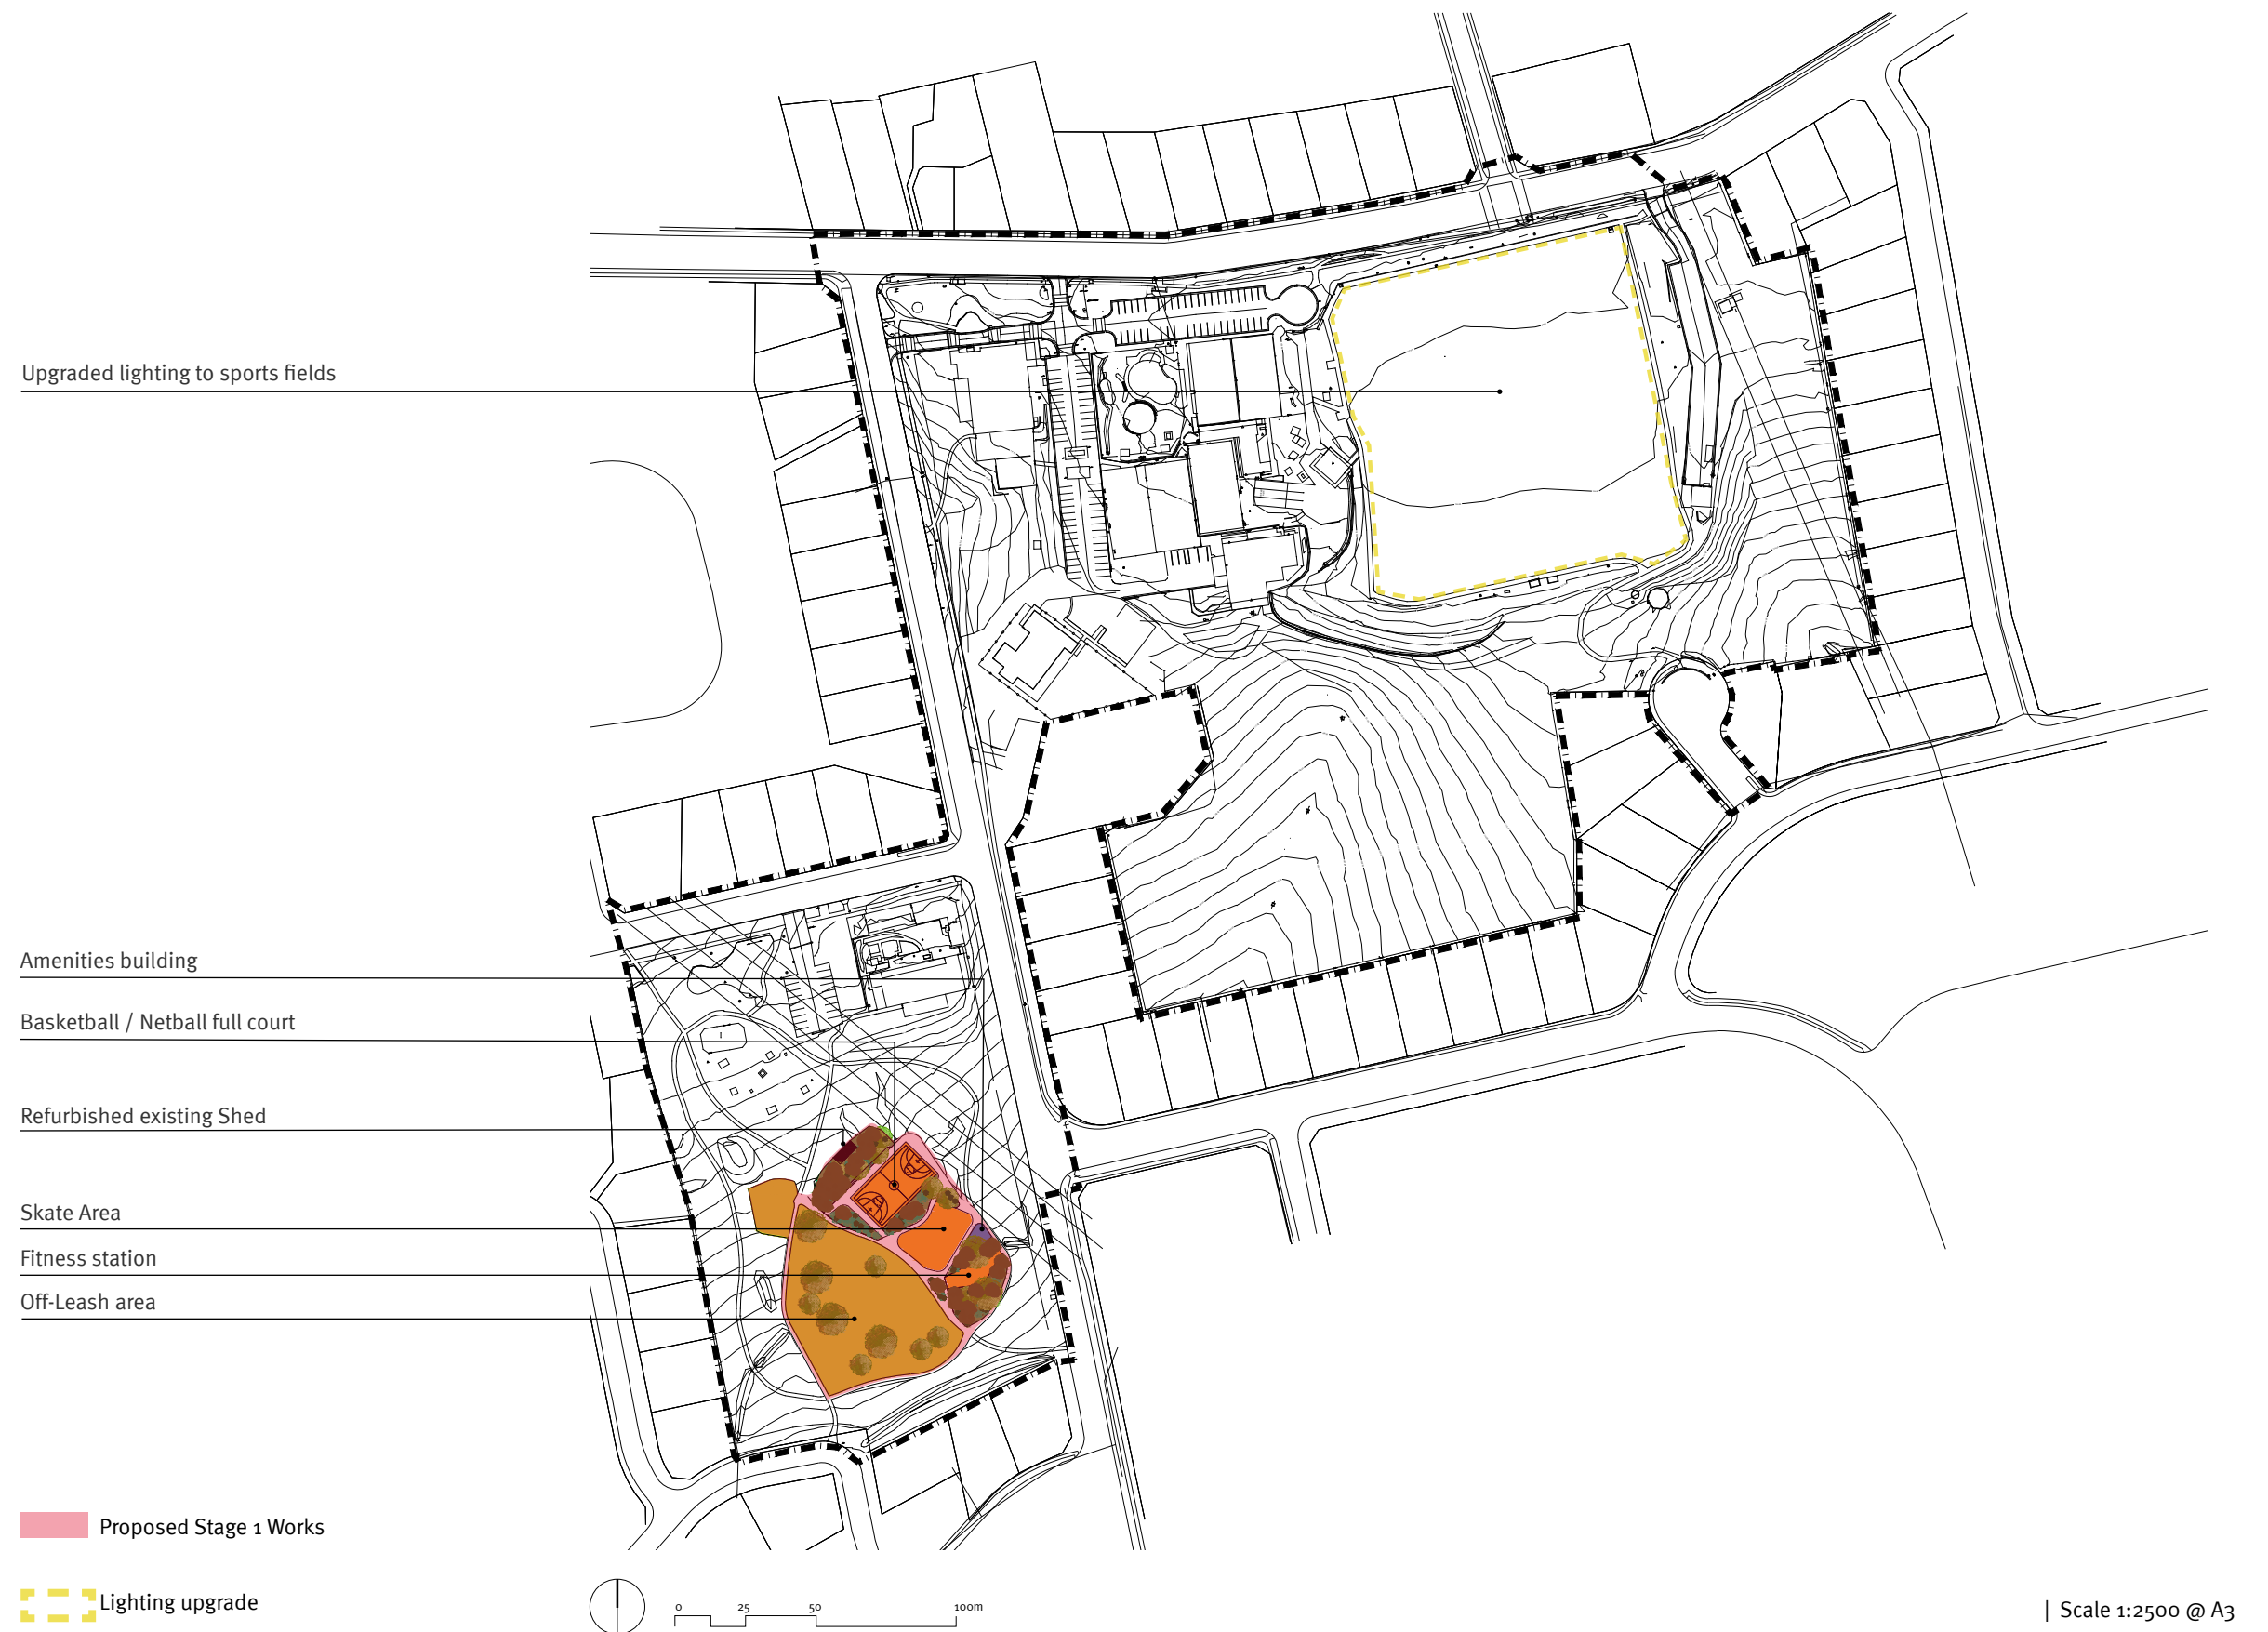 Upgraded lighting to sports fields
Amenities building
Basketball / Netball full court
Refurbished existing Shed
Skate Area
Fitness station
Off-Leash area
Proposed Stage 1 Works
Lighting upgrade
0 25 50 100m
| Scale 1:2500 @ A3